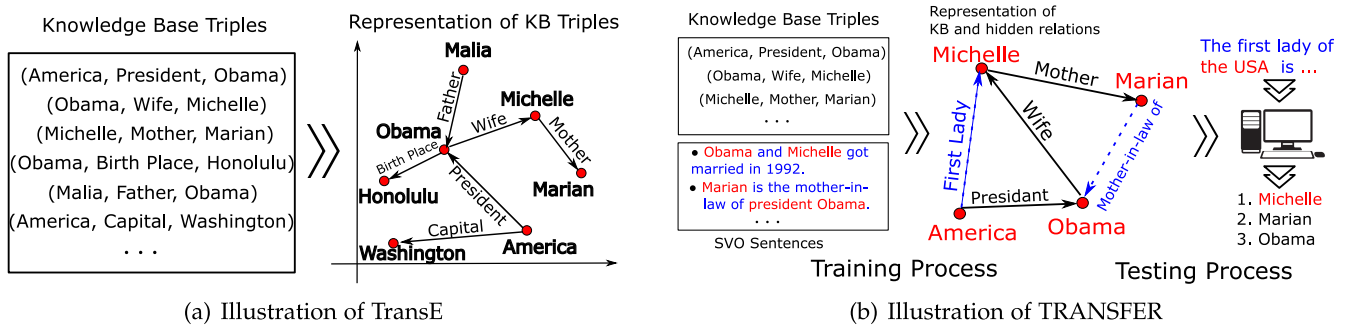 Knowledge Base Triples
(America, President, Obama)
(Obama, Wife, Michelle)
(Michelle, Mother, Marian)
(Obama, Birth Place, Honolulu)
(Malia, Father, Obama)
(America, Capital, Washington)
. . .
Representation of KB Triples
Malia
Father
Michelle
Obama
Wife
Mother
Birth Place
Honolulu
Marian
President
Capital
Washington
America
(a) Illustration of TransE
Knowledge Base Triples
(America, President, Obama)
(Obama, Wife, Michelle)
(Michelle, Mother, Marian)
. . .
• Obama and Michelle got
married in 1992.
• Marian is the mother-in-
law of president Obama.
. . .
SVO Sentences
Representation of
KB and hidden relations
Michelle
Mother
Marian
Wife
First Lady
Mother-in-law of
Presidant
America
Obama
Training Process
The first lady of
the USA is ...
1. Michelle
2. Marian
3. Obama
Testing Process
(b) Illustration of TRANSFER